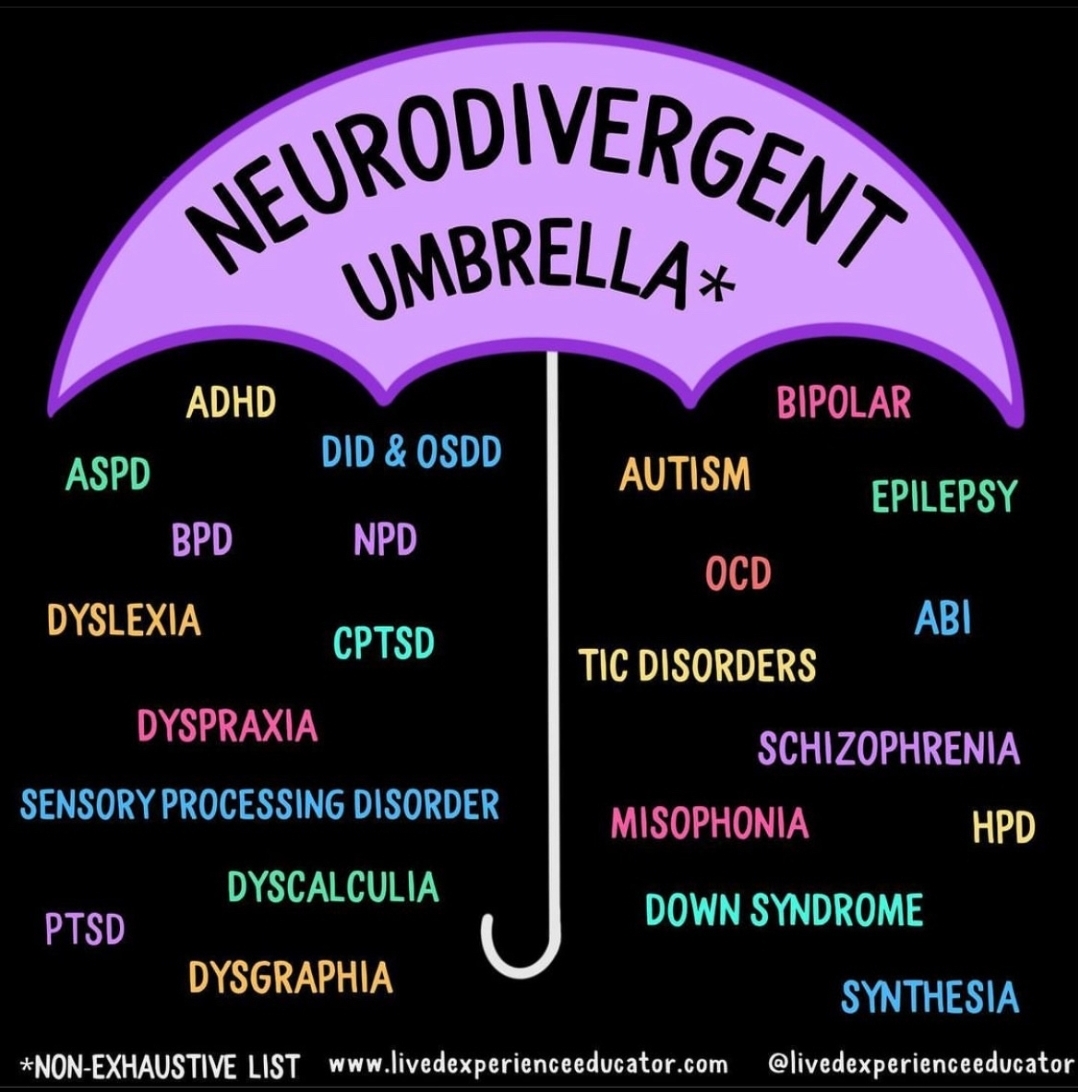 NEURODIVERGENT
UMBRELLA*
ADHD
DID & OSDD
ASPD
BPD
NPD
DYSLEXIA
CPTSD
DYSPRAXIA
SENSORY PROCESSING DISORDER
DYSCALCULIA
PTSD
DYSGRAPHIA
BIPOLAR
AUTISM
EPILEPSY
OCD
ABI
TIC DISORDERS
SCHIZOPHRENIA
MISOPHONIA
HPD
DOWN SYNDROME
SYNTHESIA
*NON-EXHAUSTIVE LIST www.livedexperienceeducator.com @livedexperienceeducator